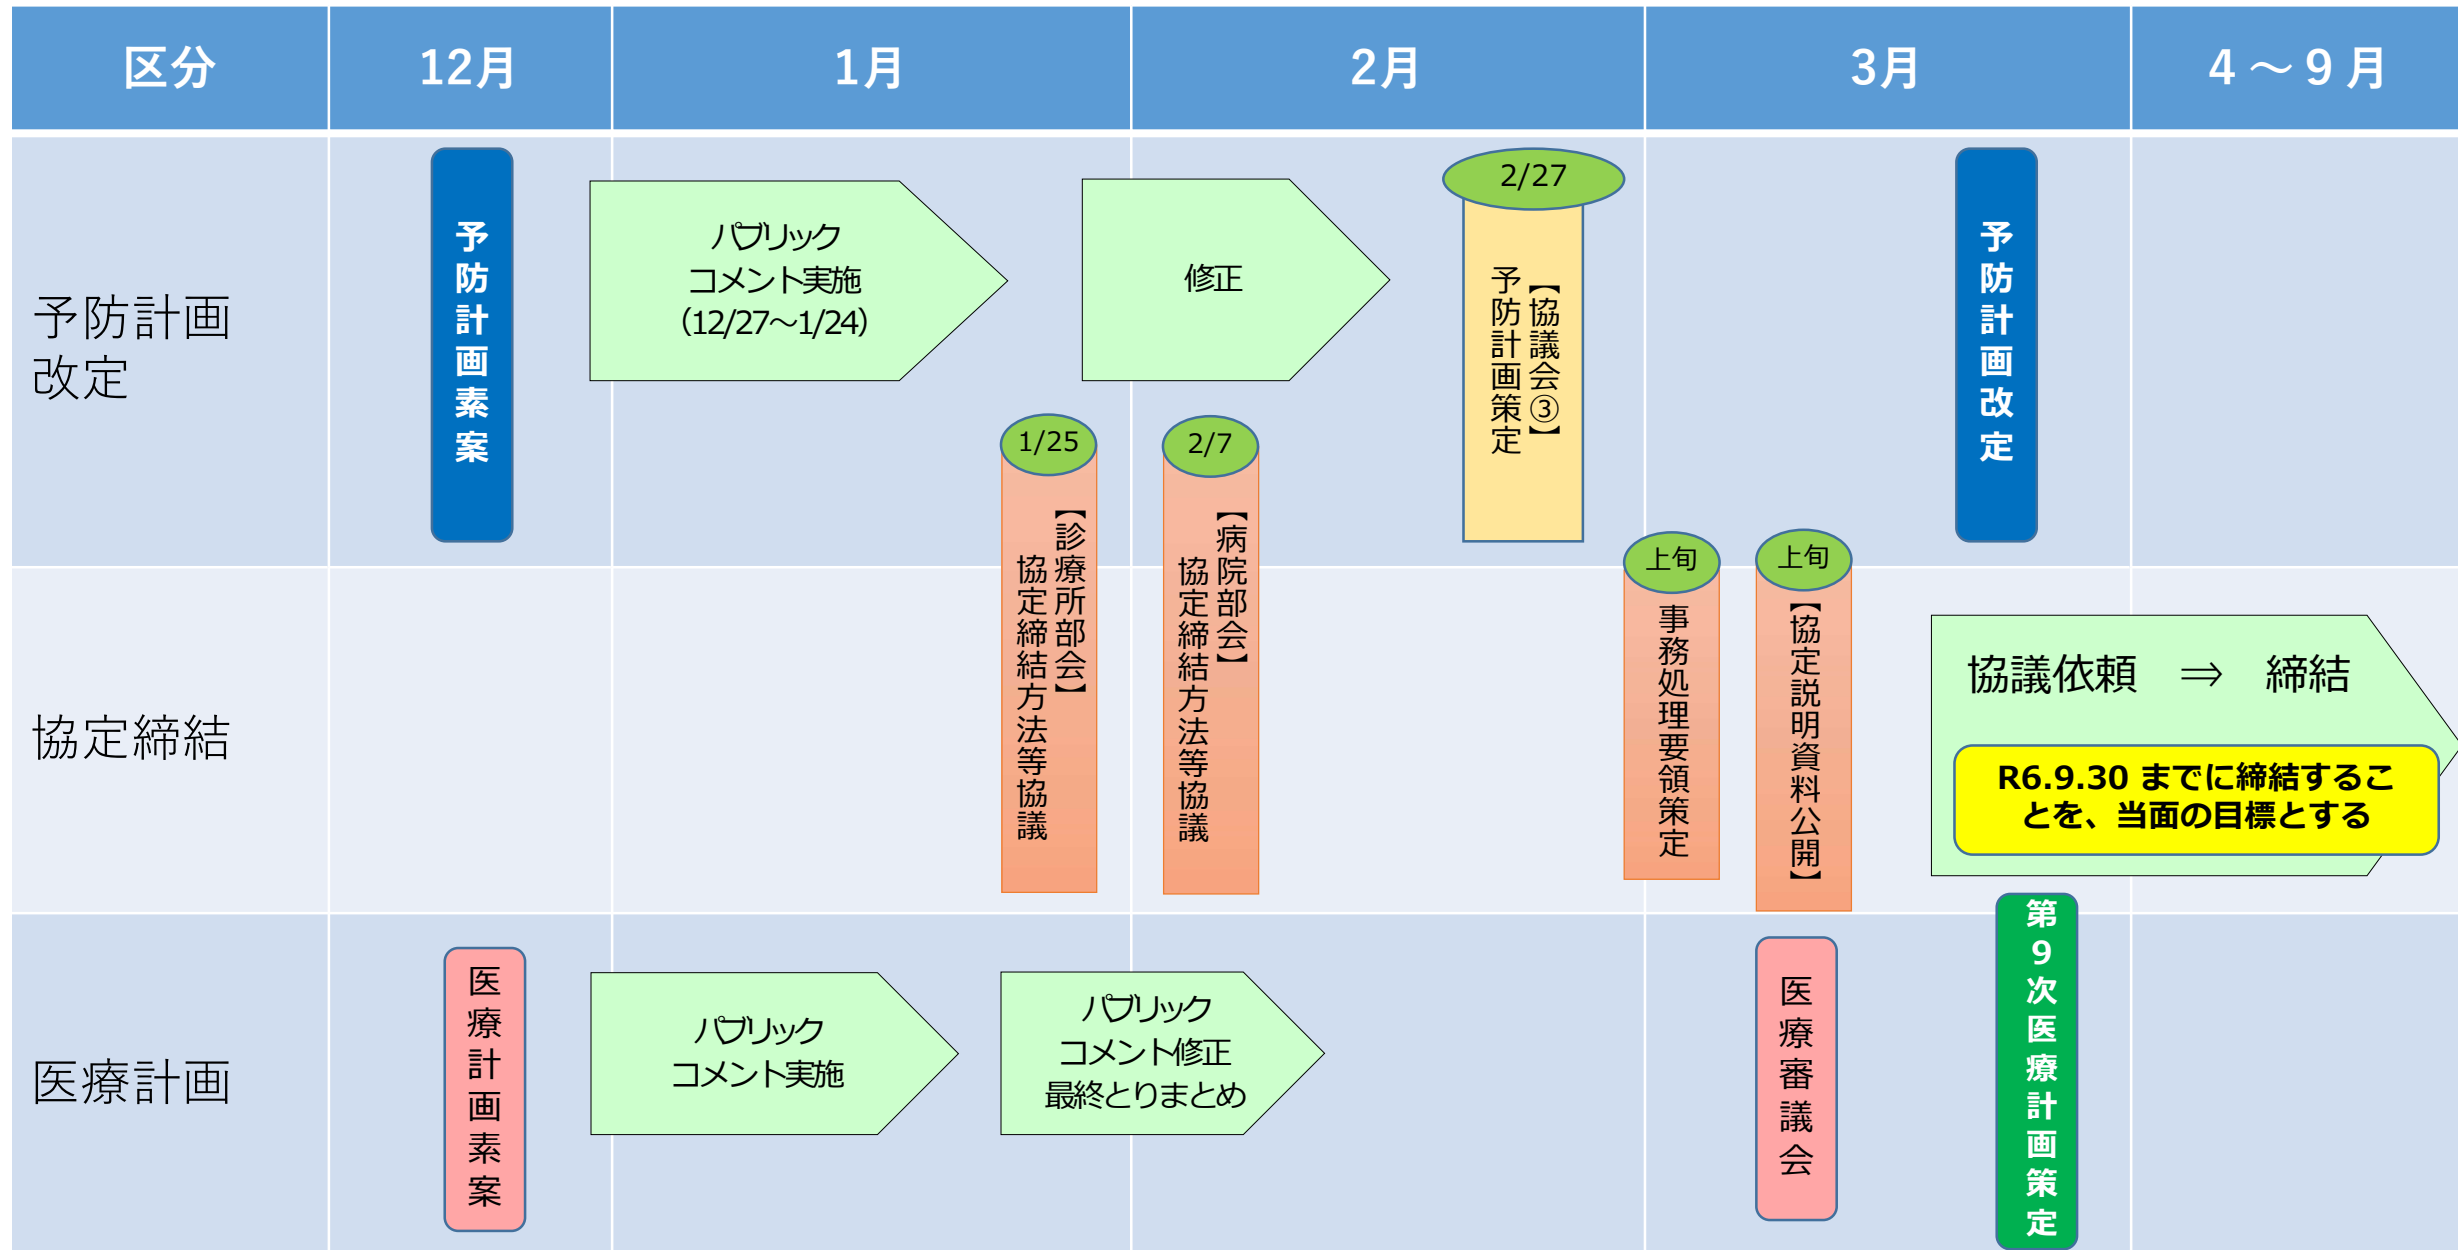 区分
12月
1月
2月
3月
4～9月
予防計画
改定
予防計画素案
パブリック
コメント実施
（12/27～1/24）
修正
2/27
【協議会③】
予防計画策定
予防計画改定
1/25
【診療所部会】
協定締結方法等協議
2/7
【病院部会】
協定締結方法等協議
上旬
事務処理要領策定
上旬
【協定説明資料公開】
協定締結
協議依頼　⇒　締結
R6.9.30 までに締結するこ
とを、当面の目標とする
医療計画
医療計画素案
パブリック
コメント実施
パブリック
コメント修正
最終とりまとめ
医療審議会
第9次医療計画策定